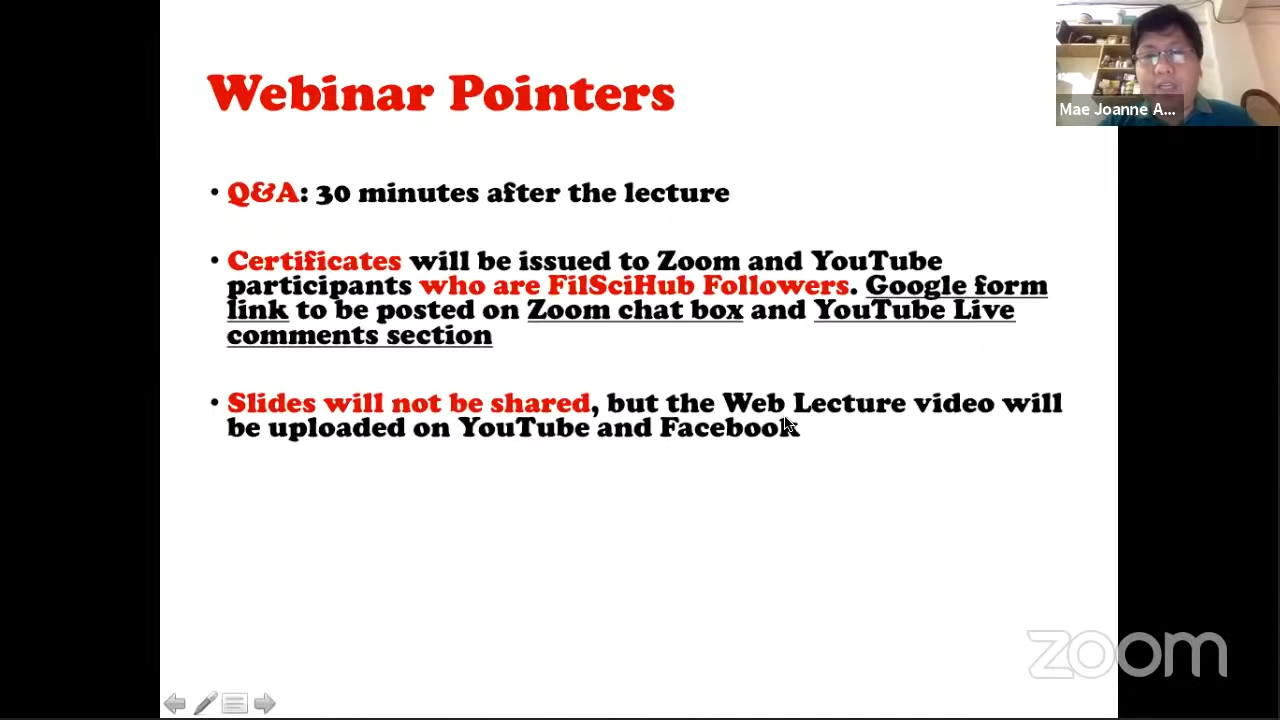 Webinar Pointers
Mae Joanne A...
• Q&A: 30 minutes after the lecture
• Certificates will be issued to Zoom and YouTube
participants who are FilSciHub Followers. Google form
link to be posted on Zoom chat box and YouTube Live
comments section
• Slides will not be shared, but the Web Lecture video will
be uploaded on YouTube and Facebook
zoom